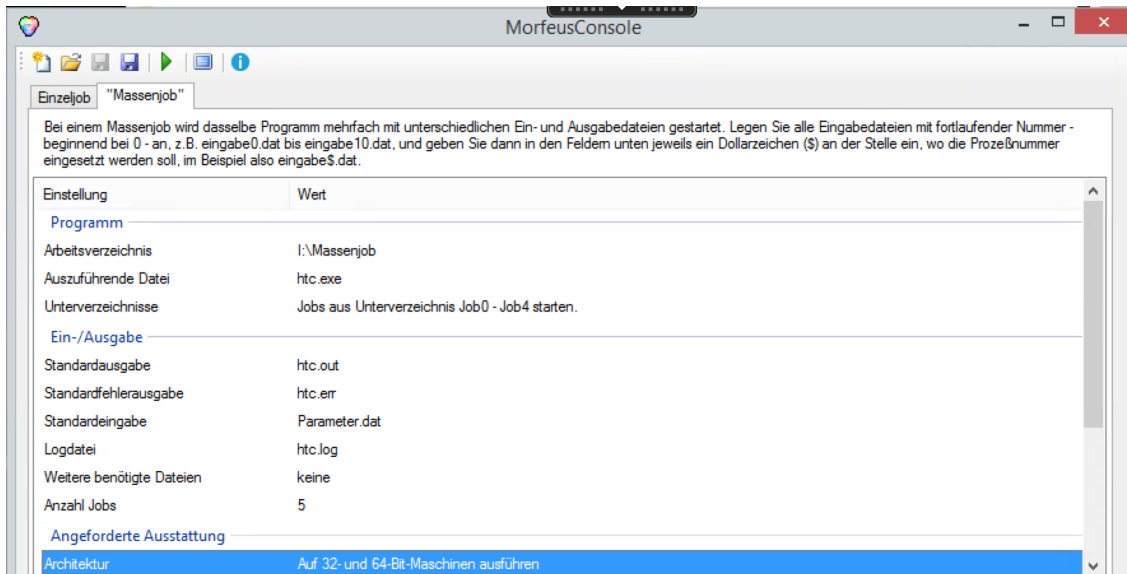 MorfeusConsole
Einzeljob "Massenjob"
Bei einem Massenjob wird dasselbe Programm mehrfach mit unterschiedlichen Ein- und Ausgabedateien gestartet. Legen Sie alle Eingabedateien mit fortlaufender Nummer -
beginnend bei 0 - an, z.B. eingabe0.dat bis eingabe10.dat, und geben Sie dann in den Feldern unten jeweils ein Dollarzeichen ($) an der Stelle ein, wo die Prozeßnummer
eingesetzt werden soll, im Beispiel also eingabe$.dat.
Einstellung Wert
Programm
Arbeitsverzeichnis I:\Massenjob
Auszuführende Datei htc.exe
Unterverzeichnisse Jobs aus Unterverzeichnis Job0 - Job4 starten.
Ein-/Ausgabe
Standardausgabe htc.out
Standardfehlerausgabe htc.err
Standardeingabe Parameter.dat
Logdatei htc.log
Weitere benötigte Dateien keine
Anzahl Jobs 5
Angeforderte Ausstattung
Architektur Auf 32- und 64-Bit-Maschinen ausführen